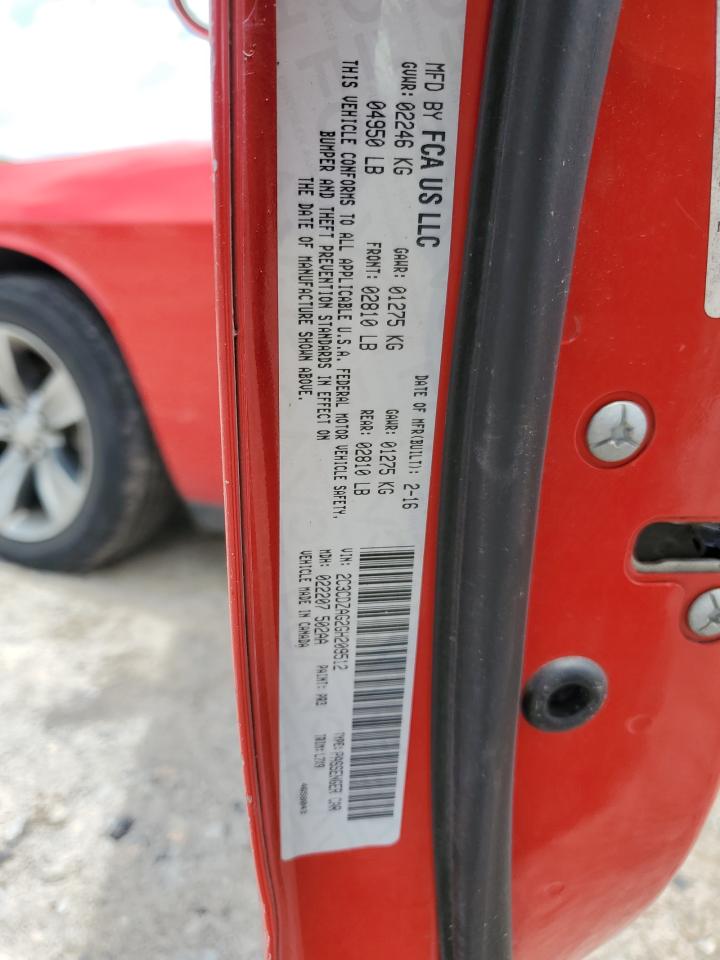 MFD BY FCA US LLC
DATE OF MFR(BUILT): 2-16
GVWR: 02246 KG
GAWR: 01275 KG
GAWR: 01275 KG
04950 LB
FRONT: 02810 LB
REAR: 02810 LB
THIS VEHICLE CONFORMS TO ALL APPLICABLE U.S.A. FEDERAL MOTOR VEHICLE SAFETY,
BUMPER AND THEFT PREVENTION STANDARDS IN EFFECT ON
THE DATE OF MANUFACTURE SHOWN ABOVE.
VIN: 2C3CDZAG2GH209512
TYPE: PASSENGER CAR
MDH: 022207 502AA
PAINT: PR3
TRIM: L7X9
VEHICLE MADE IN CANADA